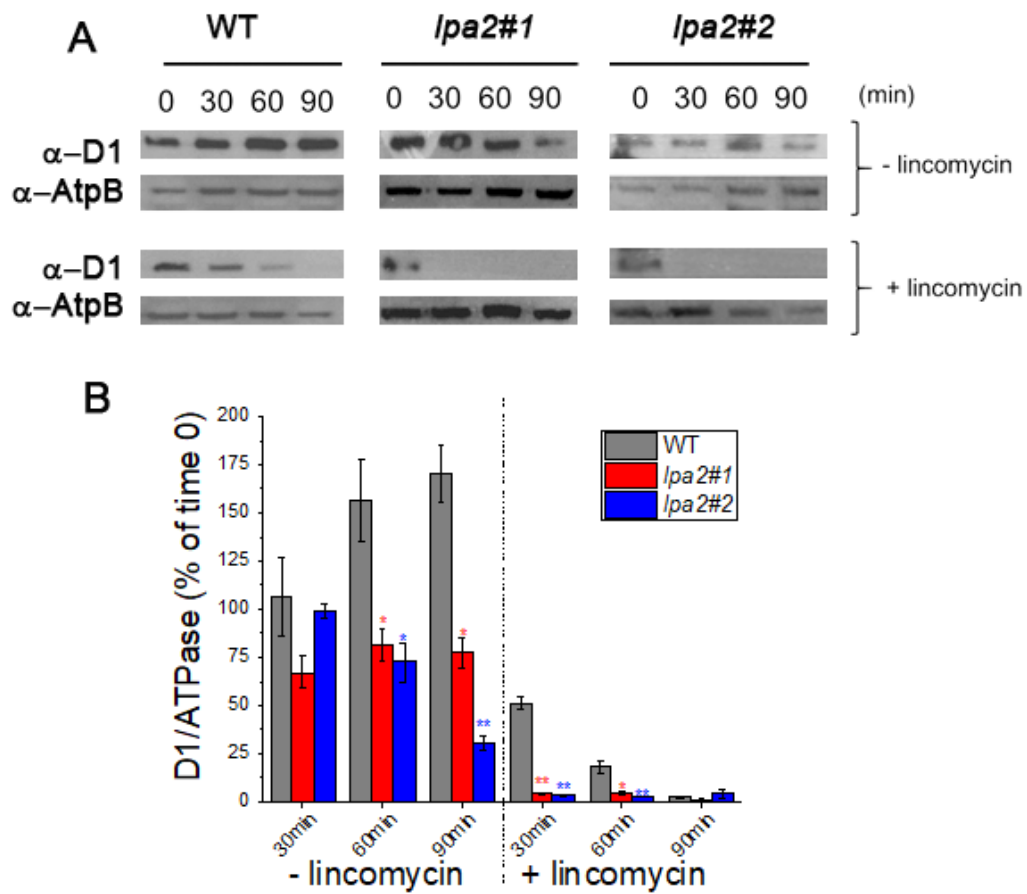 A
WT lpa2#1 lpa2#2
0 30 60 90 0 30 60 90 0 30 60 90 (min)
α–D1
α–AtpB
- lincomycin
α–D1
α–AtpB
+ lincomycin
B
D1/ATPase (% of time 0)
200
175
150
125
100
75
50
25
0
WT
lpa2#1
lpa2#2
* * * ** ** ** * **
30min 60min 90min 30min 60min 90min
- lincomycin + lincomycin